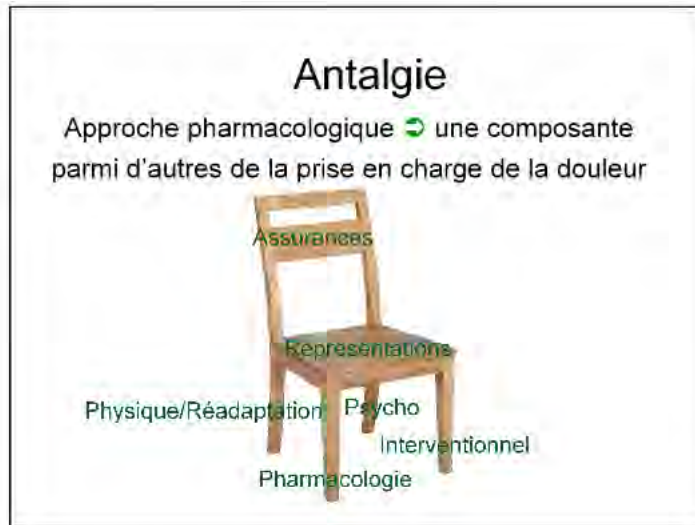 Antalgie
Approche pharmacologique ➲ une composante
parmi d'autres de la prise en charge de la douleur
Assurances
Représentations
Physique/Réadaptation
Psycho
Interventionnel
Pharmacologie